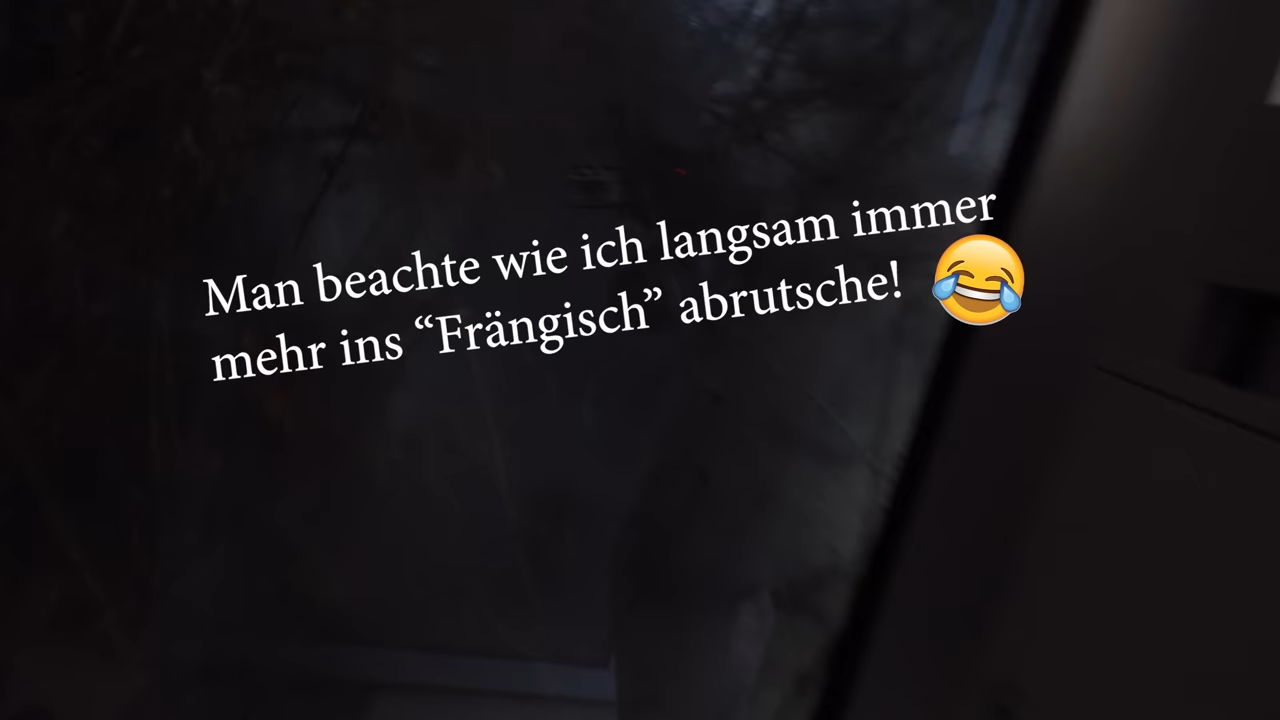 Man beachte wie ich langsam immer
mehr ins “Frängisch” abrutsche! 😂